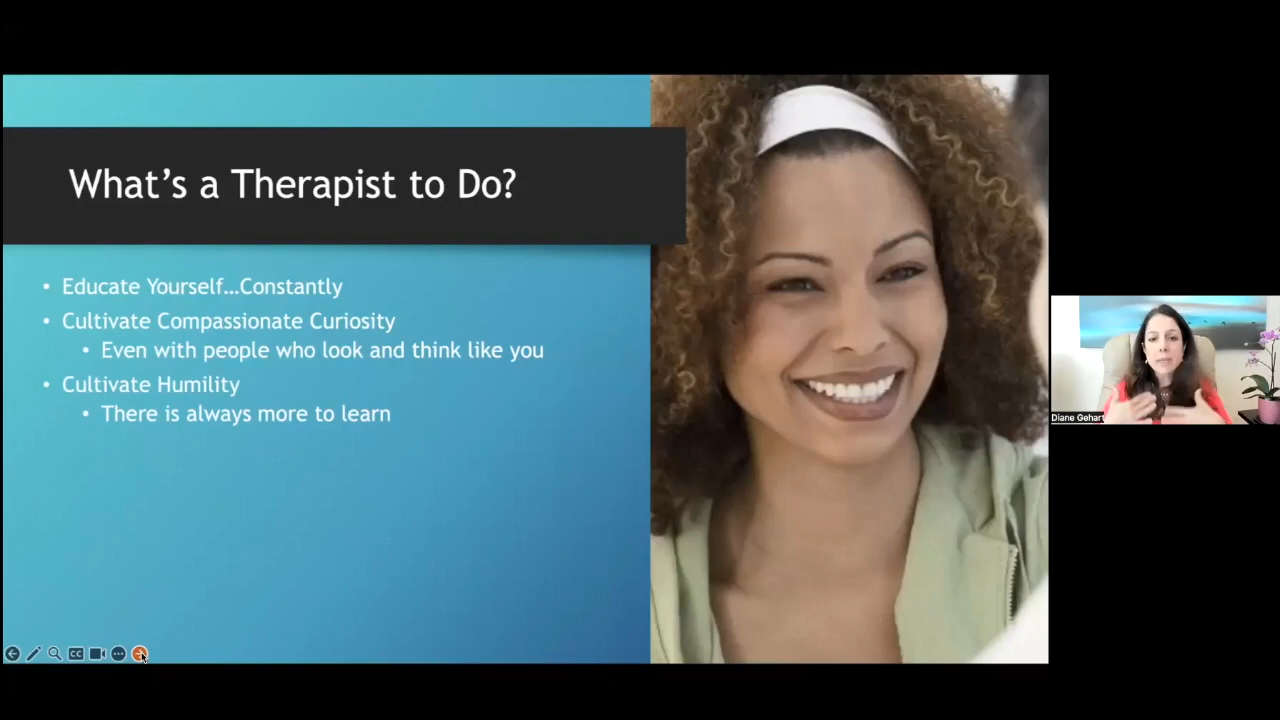 What's a Therapist to Do?
• Educate Yourself...Constantly
• Cultivate Compassionate Curiosity
• Even with people who look and think like you
• Cultivate Humility
• There is always more to learn
CC
Diane Gehart